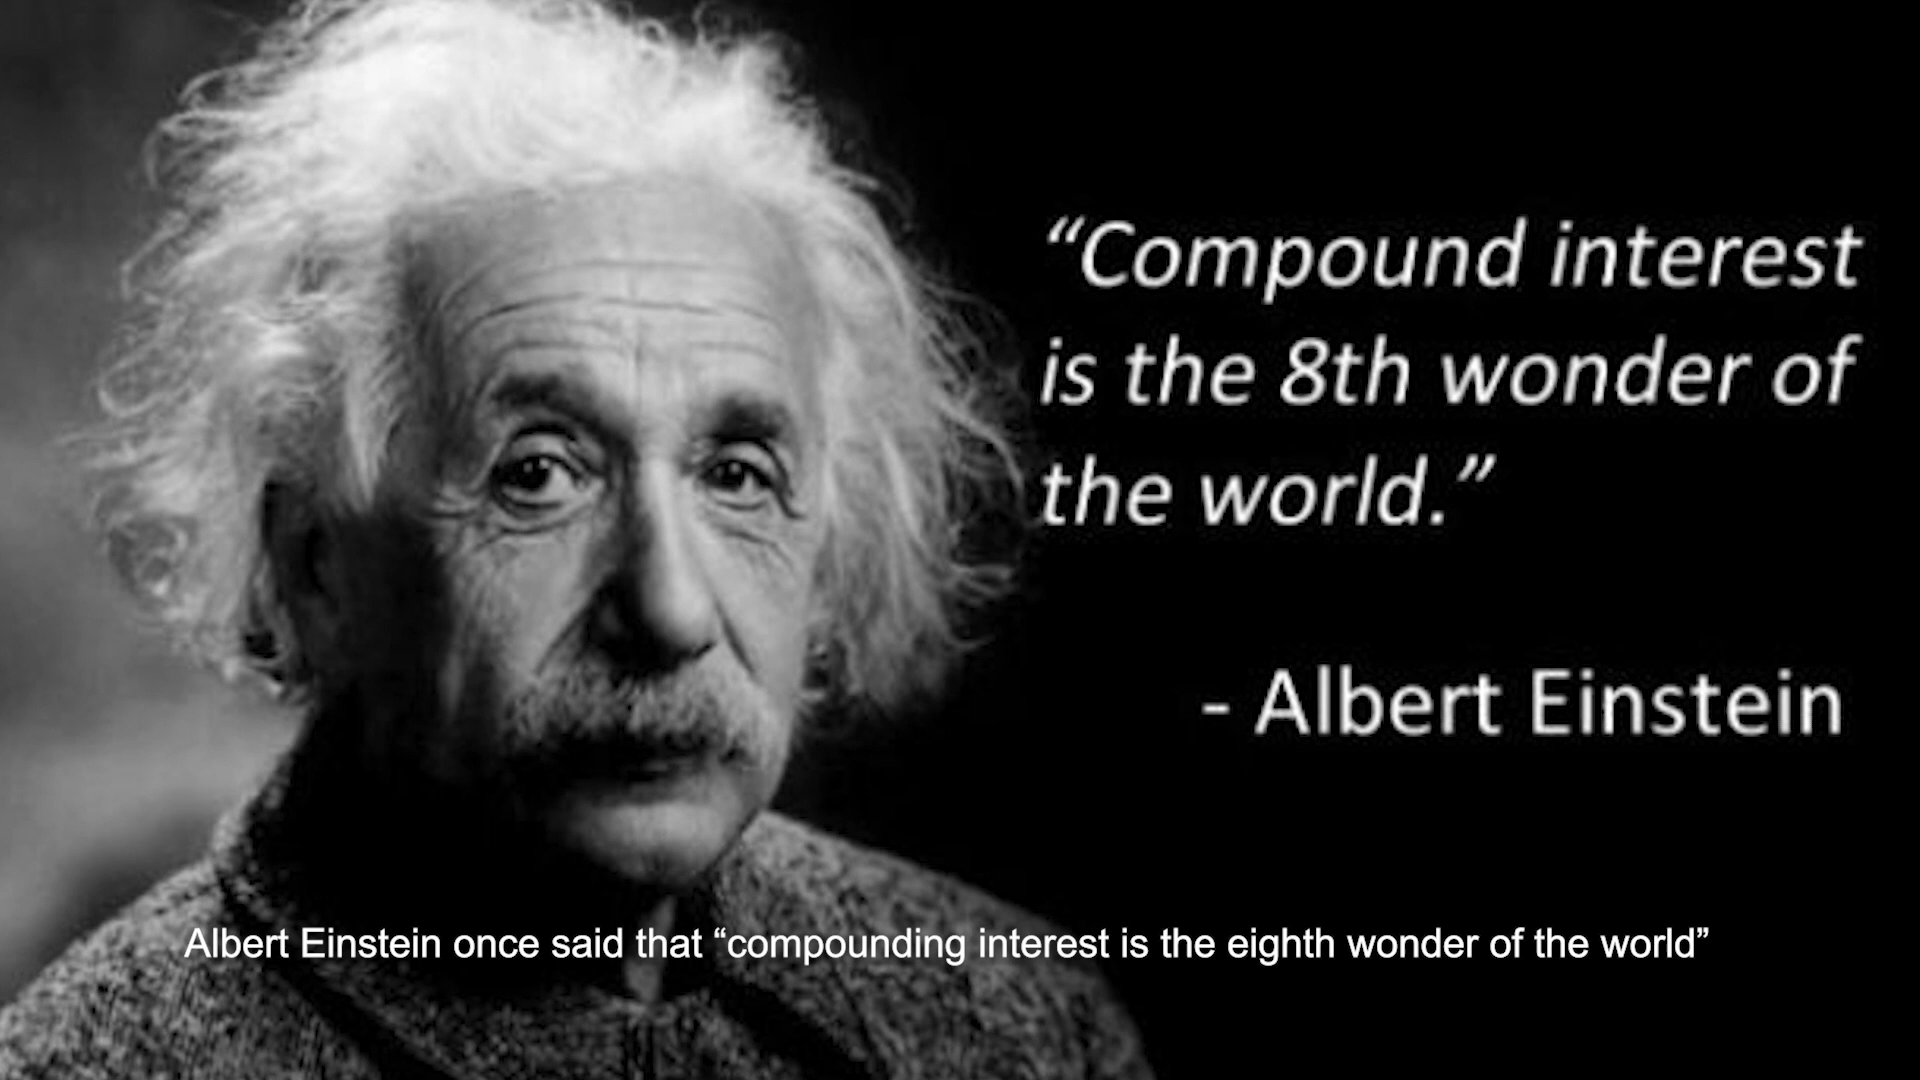 “Compound interest
is the 8th wonder of
the world.”
- Albert Einstein
Albert Einstein once said that “compounding interest is the eighth wonder of the world”